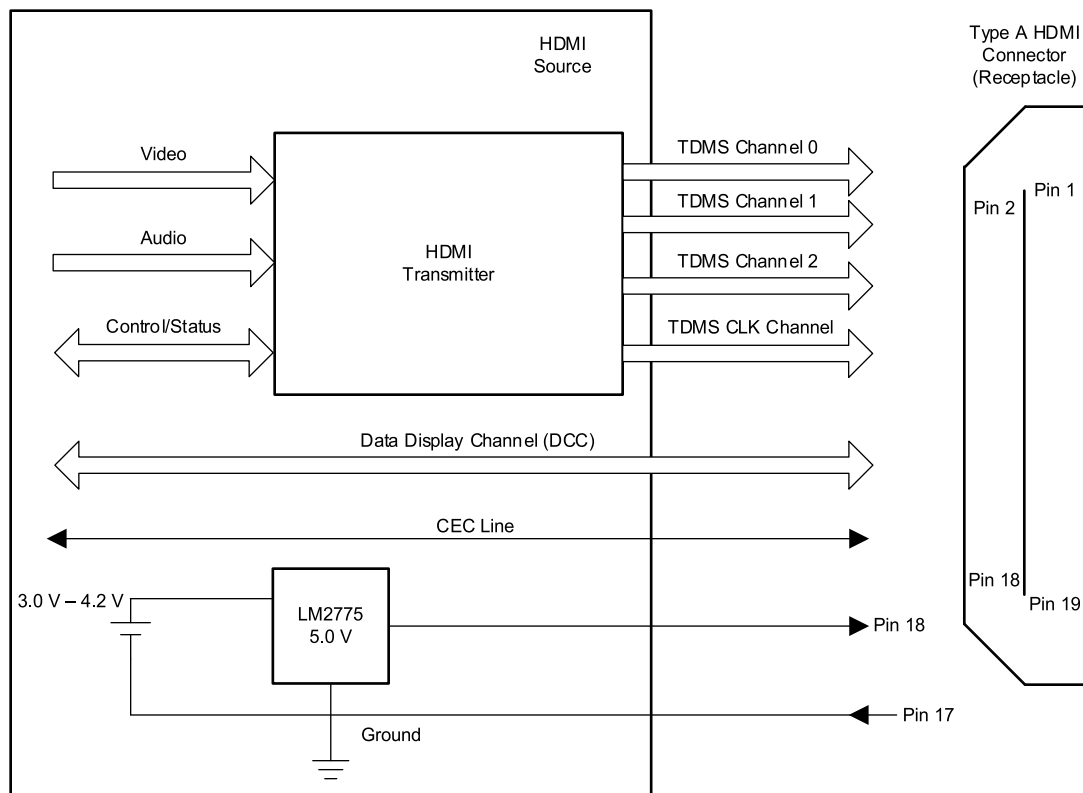 HDMI
Source
Type A HDMI
Connector
(Receptacle)
Video
Audio
Control/Status
HDMI
Transmitter
TDMS Channel 0
TDMS Channel 1
TDMS Channel 2
TDMS CLK Channel
Pin 1
Pin 2
Data Display Channel (DCC)
CEC Line
3.0 V – 4.2 V
LM2775
5.0 V
Pin 18
Pin 17
Ground
Pin 18
Pin 19